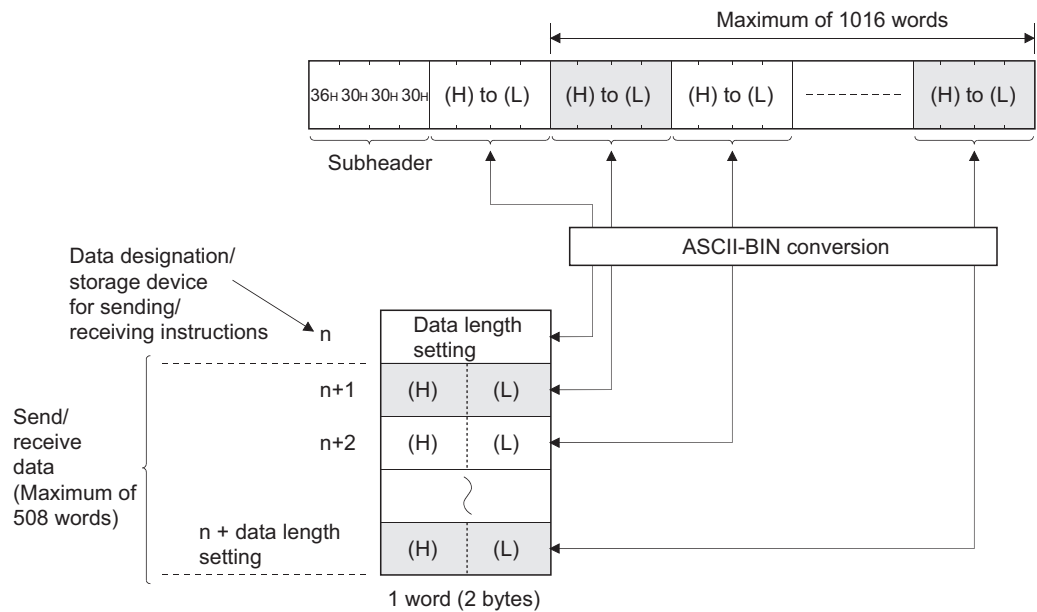 Maximum of 1016 words
36H 30H 30H 30H (H) to (L) (H) to (L) (H) to (L) (H) to (L)
Subheader
ASCII-BIN conversion
Data designation/
storage device
for sending/
receiving instructions
n
Data length
setting
n+1 (H) (L)
n+2 (H) (L)
Send/
receive
data
(Maximum of
508 words)
n + data length
setting
(H) (L)
1 word (2 bytes)